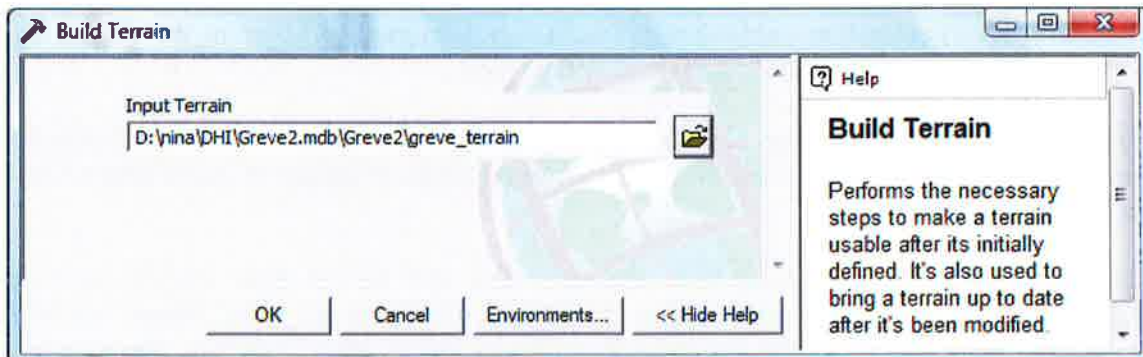 Build Terrain
Input Terrain
D:\nina\DHI\Greve2.mdb\Greve2\greve_terrain
OK
Cancel
Environments...
<< Hide Help
Help
Build Terrain
Performs the necessary
steps to make a terrain
usable after its initially
defined. It's also used to
bring a terrain up to date
after it's been modified.